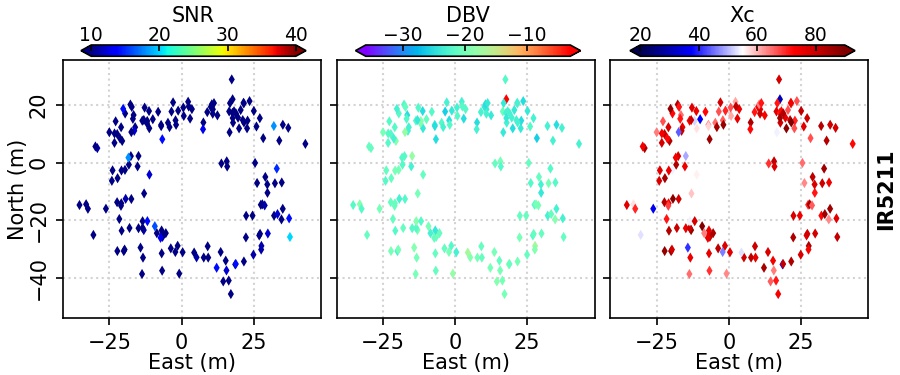 SNR DBV Xc
10 20 30 40 −30 −20 −10 20 40 60 80
20
0
−20
−40
North (m)
−25 0 25 −25 0 25 −25 0 25
East (m) East (m) East (m)
IR5211